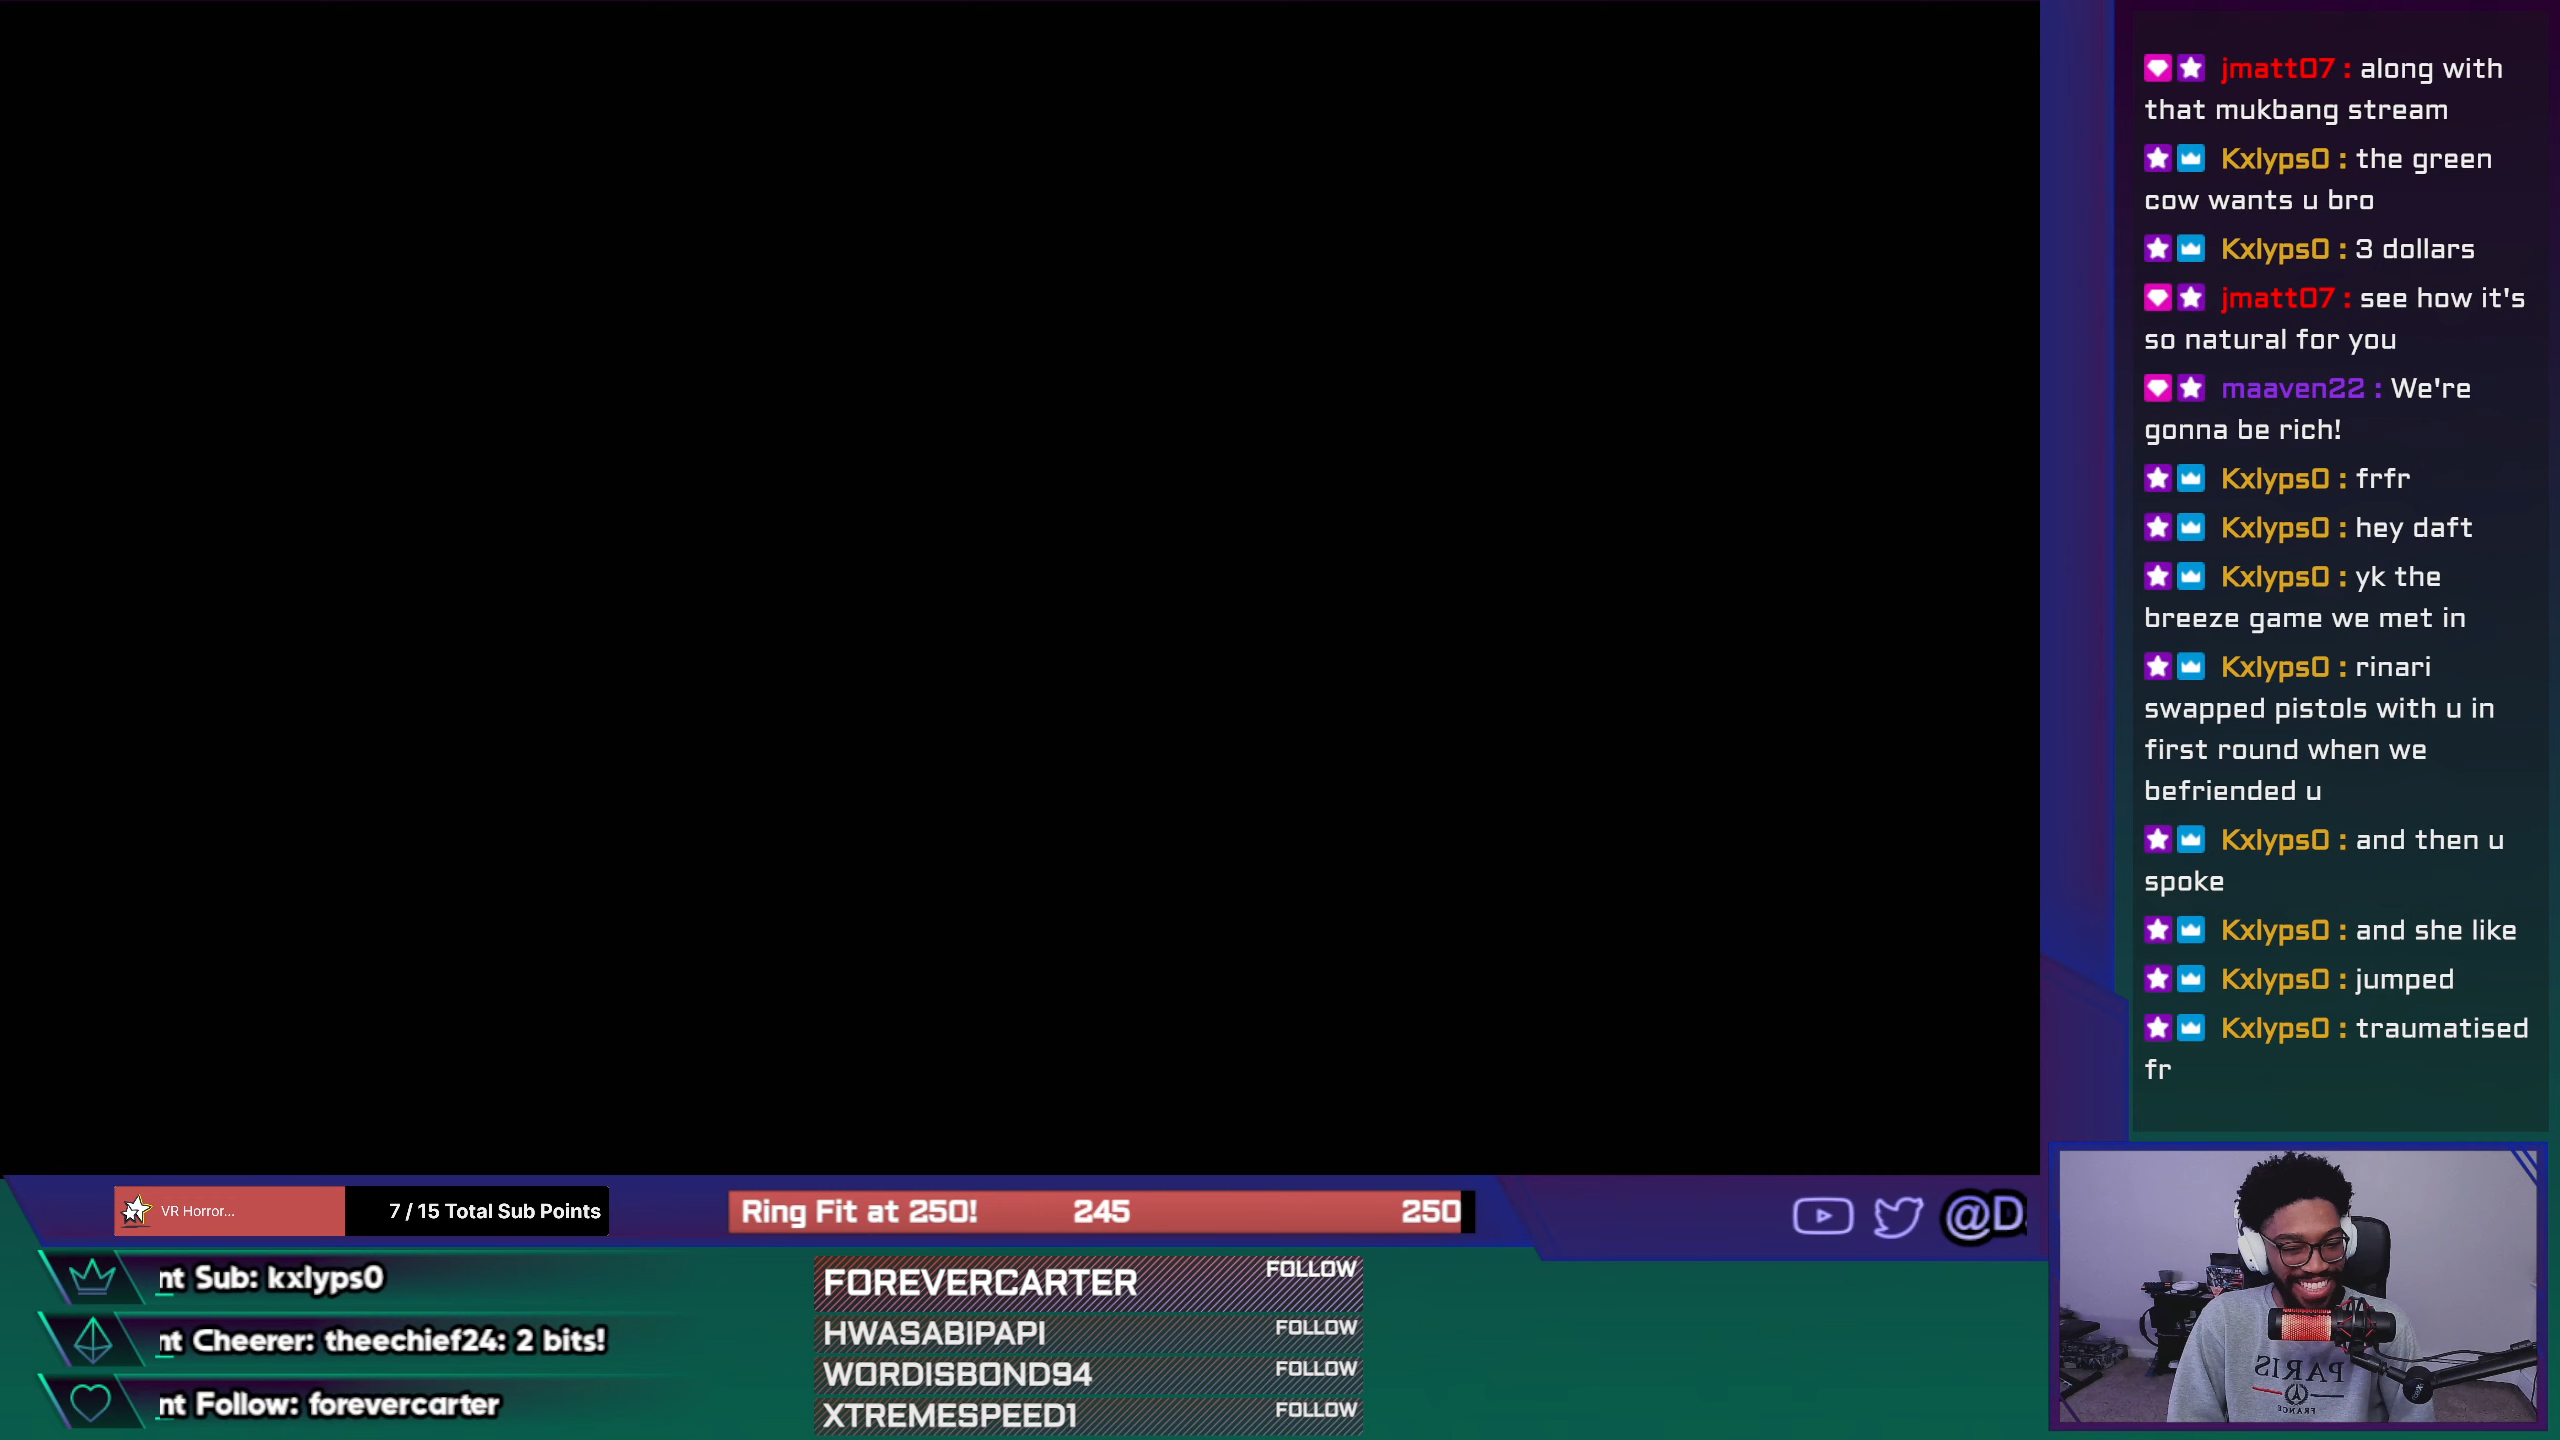 jmatt07 : along with
that mukbang stream
Kxlyps0 : the green
cow wants u bro
Kxlyps0 : 3 dollars
jmatt07 : see how it's
so natural for you
maaven22 : We're
gonna be rich!
Kxlyps0 : frfr
Kxlyps0 : hey daft
Kxlyps0 : yk the
breeze game we met in
Kxlyps0 : rinari
swapped pistols with u in
first round when we
befriended u
Kxlyps0 : and then u
spoke
Kxlyps0 : and she like
Kxlyps0 : jumped
Kxlyps0 : traumatised
fr
VR Horror... 7 / 15 Total Sub Points
Ring Fit at 250! 245 250
@D
nt Sub: kxlyps0
nt Cheerer: theechief24: 2 bits!
nt Follow: forevercarter
FOREVERCARTER FOLLOW
HWASABIPAPI FOLLOW
WORDISBOND94 FOLLOW
XTREMESPEED1 FOLLOW
PARIS
FRANCE